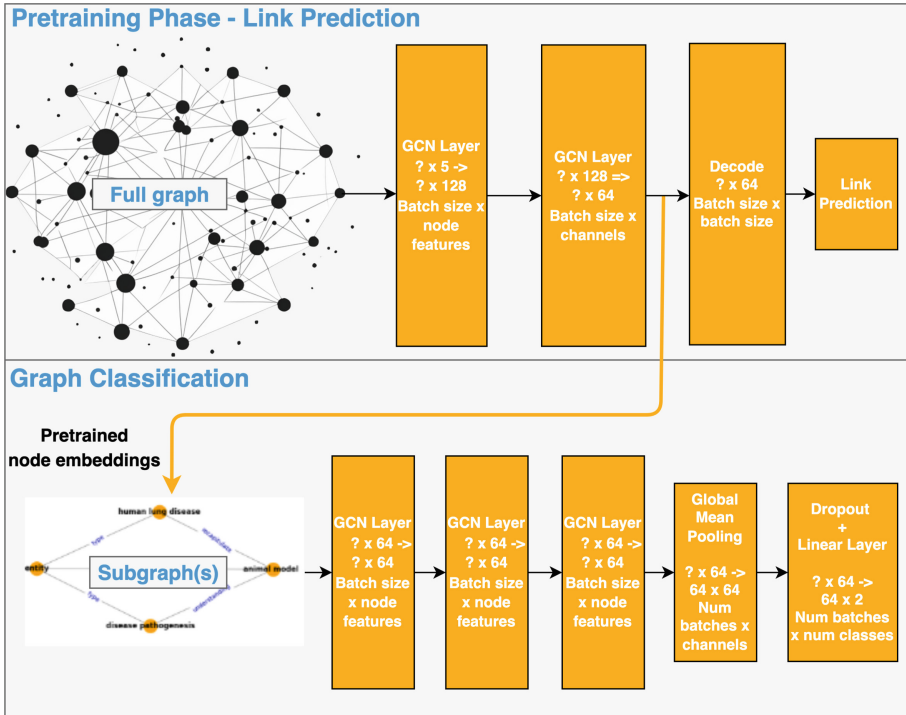 Pretraining Phase - Link Prediction
Full graph
GCN Layer
? x 5 ->
? x 128
Batch size x
node
features
GCN Layer
? x 128 =>
? x 64
Batch size x
channels
Decode
? x 64
Batch size x
batch size
Link
Prediction
Graph Classification
Pretrained
node embeddings
human lung disease
type
recapitulates
entity
Subgraph(s)
animal model
type
understanding
disease pathogenesis
GCN Layer
? x 64 ->
? x 64
Batch size
x node
features
GCN Layer
? x 64 ->
? x 64
Batch size
x node
features
GCN Layer
? x 64 ->
? x 64
Batch size
x node
features
Global
Mean
Pooling
? x 64 ->
64 x 64
Num
batches x
channels
Dropout
+
Linear Layer
? x 64 ->
64 x 2
Num batches
x num classes